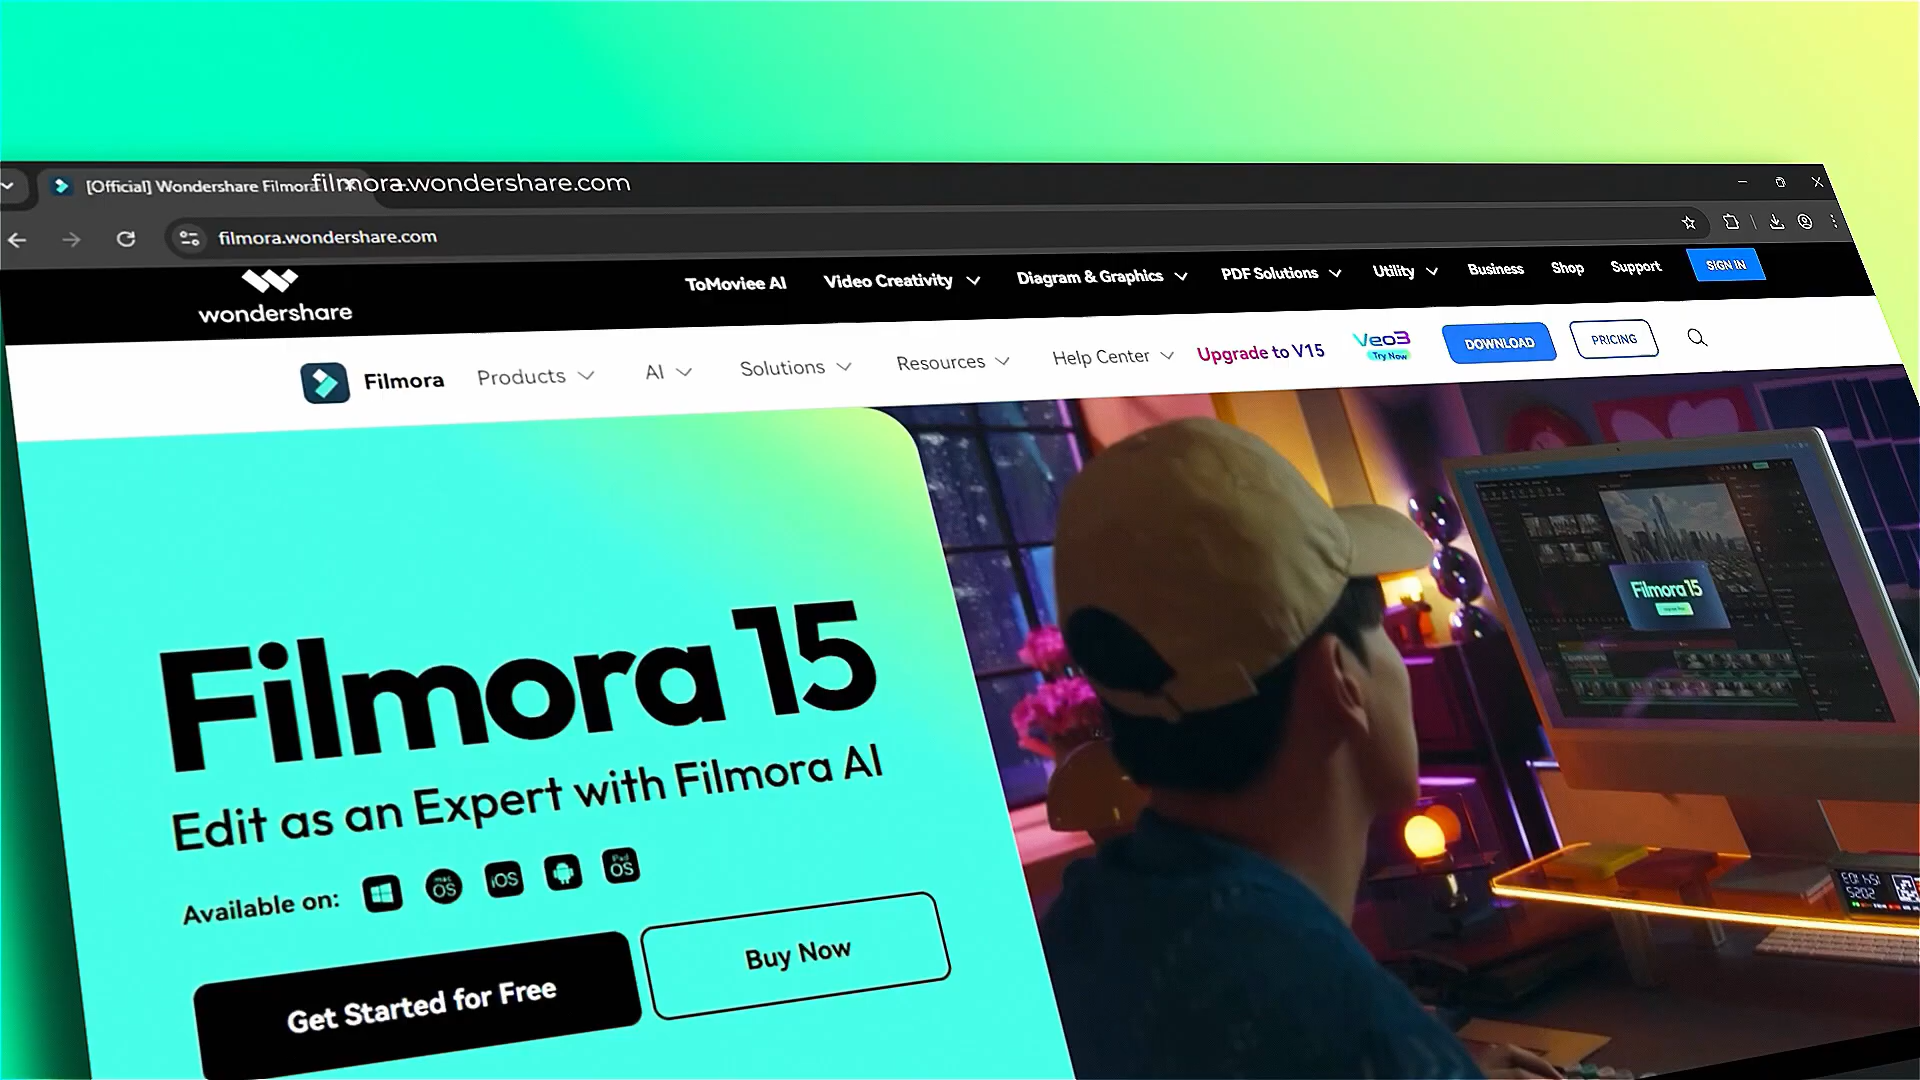 [Official] Wondershare Filmora
filmora.wondershare.com
filmora.wondershare.com
wondershare
ToMoviee AI
Video Creativity
Diagram & Graphics
PDF Solutions
Utility
Business
Shop
Support
SIGN IN
Filmora
Products
AI
Solutions
Resources
Help Center
Upgrade to V15
Veo3
Try Now
DOWNLOAD
PRICING
Filmora 15
Filmora 15
Edit as an Expert with Filmora AI
Available on:
mac
OS
iOS
iPad
OS
Get Started for Free
Buy Now